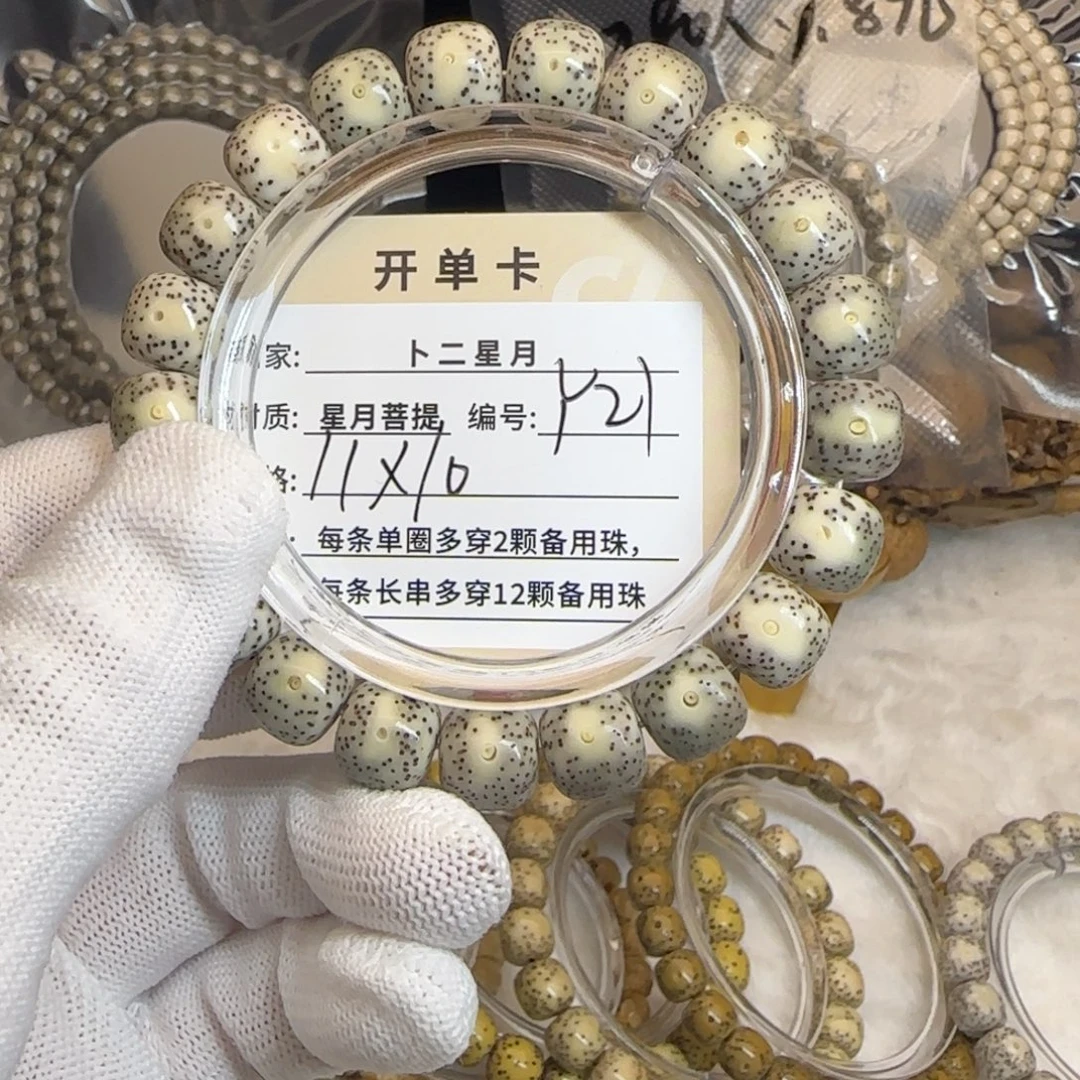 开单卡
家: 卜二星月
材质: 星月菩提 编号: Y21
格: 11X10
每条单圈多穿2颗备用珠,
每条长串多穿12颗备用珠